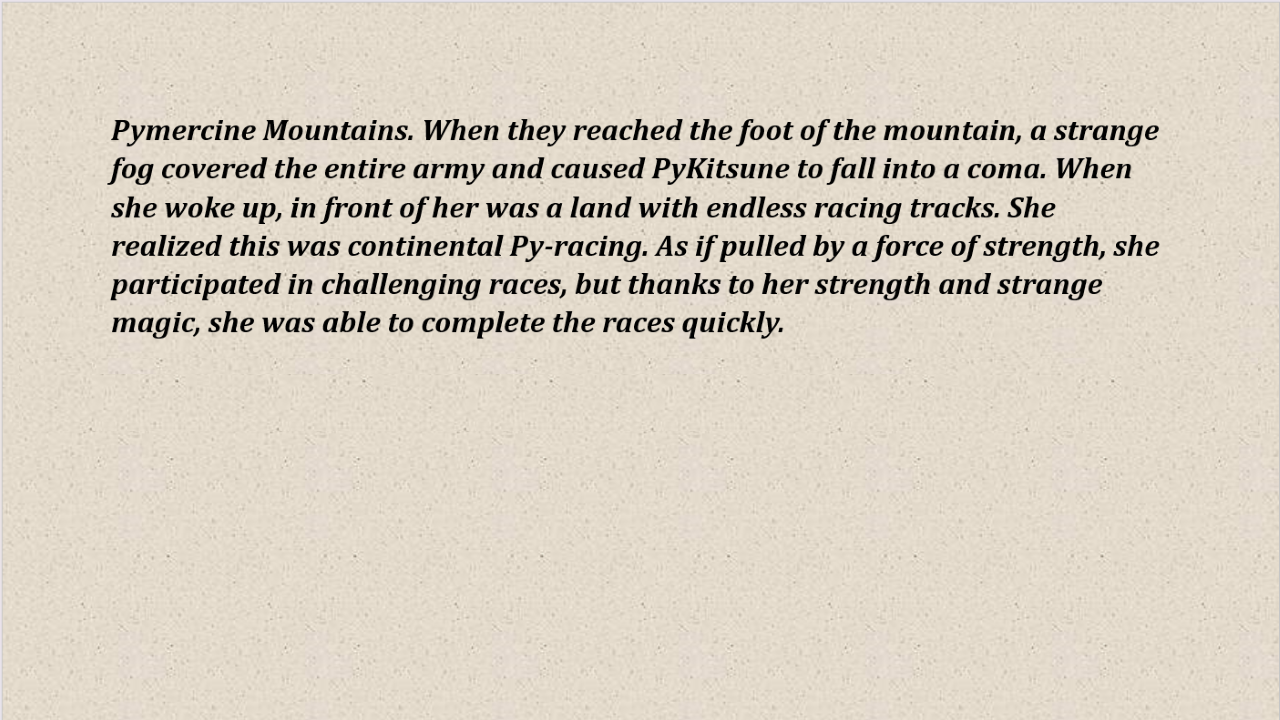 Pymercine Mountains. When they reached the foot of the mountain, a strange
fog covered the entire army and caused PyKitsune to fall into a coma. When
she woke up, in front of her was a land with endless racing tracks. She
realized this was continental Py-racing. As if pulled by a force of strength, she
participated in challenging races, but thanks to her strength and strange
magic, she was able to complete the races quickly.